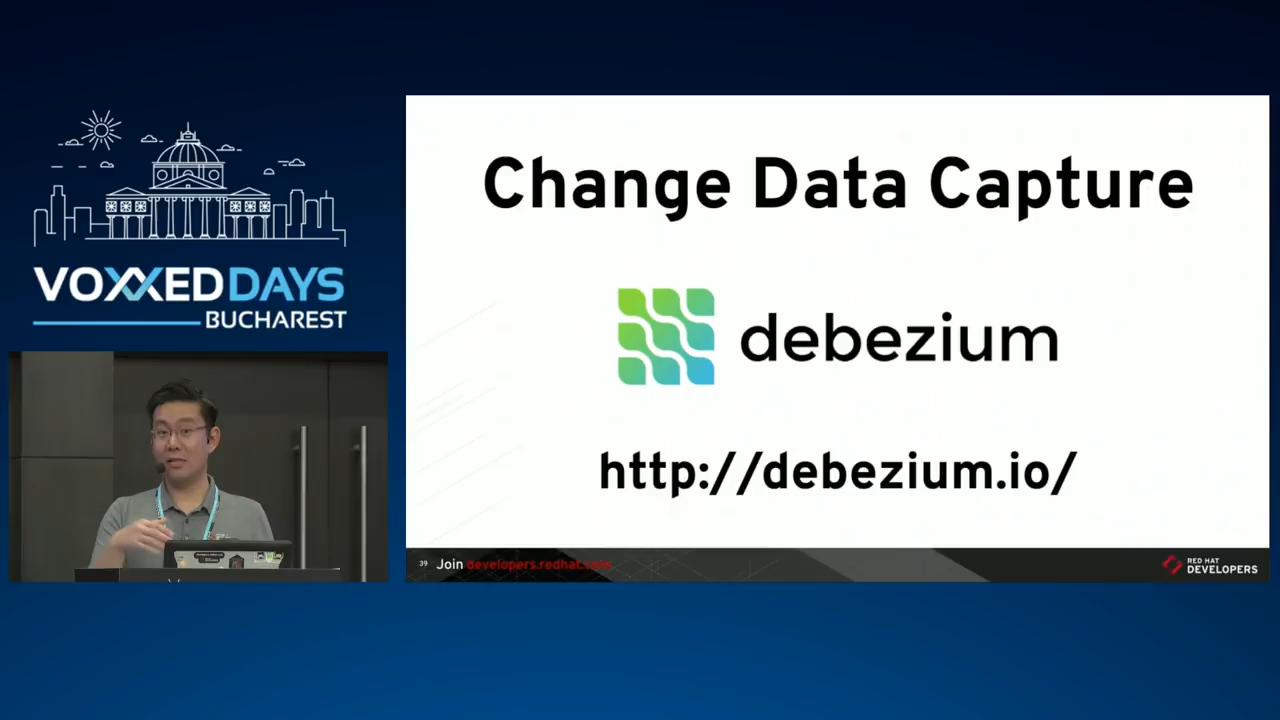 VOXXEDDAYS
BUCHAREST
Change Data Capture
debezium
http://debezium.io/
39 Join developers.redhat.com
RED HAT
DEVELOPERS